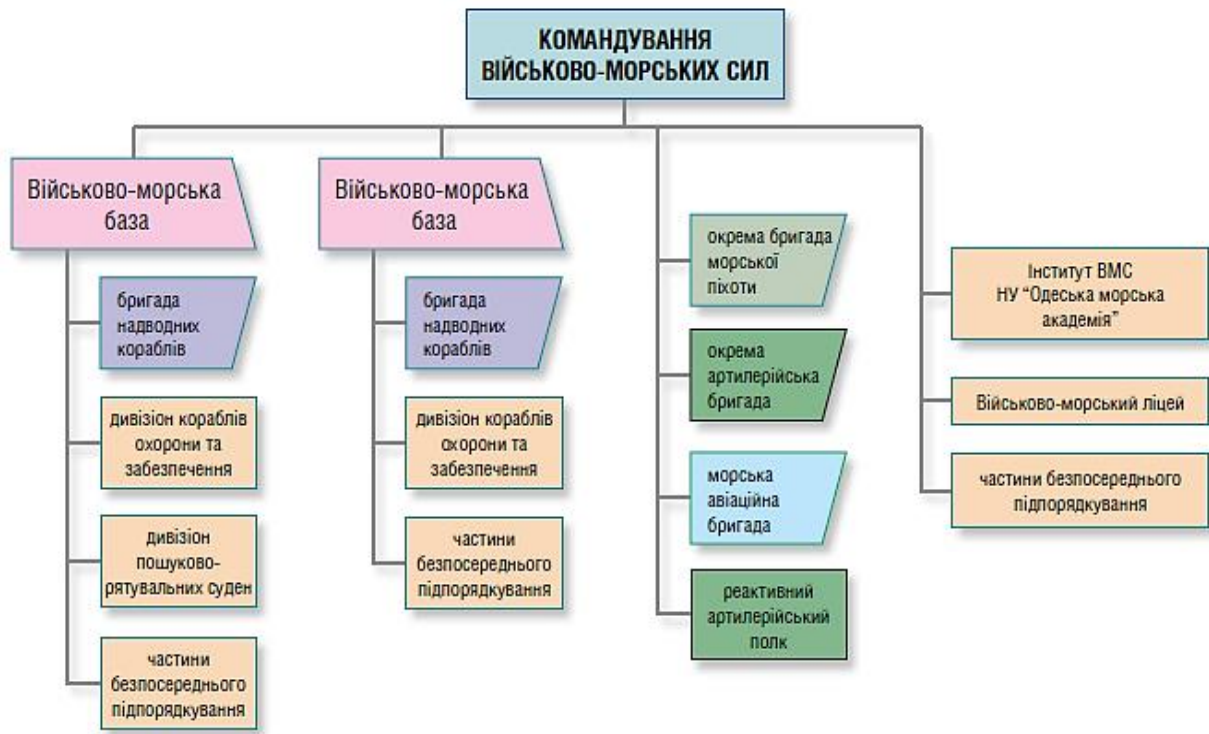 КОМАНДУВАННЯ
ВІЙСЬКОВО-МОРСЬКИХ СИЛ
Військово-морська
база
бригада
надводних
кораблів
дивізіон кораблів
охорони та
забезпечення
дивізіон
пошуково-
рятувальних суден
частини
безпосереднього
підпорядкування
Військово-морська
база
бригада
надводних
кораблів
дивізіон кораблів
охорони та
забезпечення
частини
безпосереднього
підпорядкування
окрема бригада
морської
піхоти
окрема
артилерійська
бригада
морська
авіаційна
бригада
реактивний
артилерійський
полк
Інститут ВМС
НУ “Одеська морська
академія”
Військово-морський ліцей
частини безпосереднього
підпорядкування